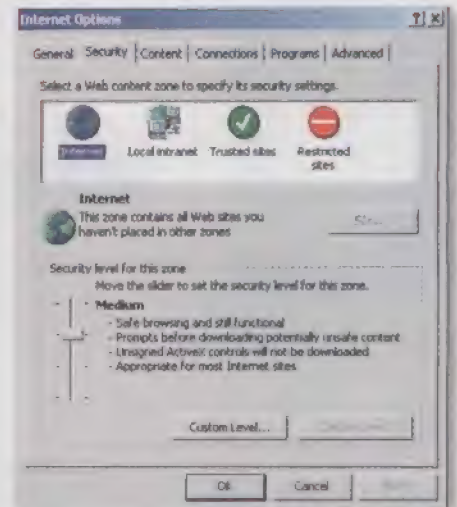 Internet Options
General Security Content Connections Programs Advanced
Select a Web content zone to specify its security settings.
Internet Local intranet Trusted sites Restricted sites
Internet
This zone contains all Web sites you haven't placed in other zones
Sites...
Security level for this zone
Move the slider to set the security level for this zone.
Medium
- Safe browsing and still functional
- Prompts before downloading potentially unsafe content
- Unsigned ActiveX controls will not be downloaded
- Appropriate for most Internet sites
Custom Level...
OK Cancel